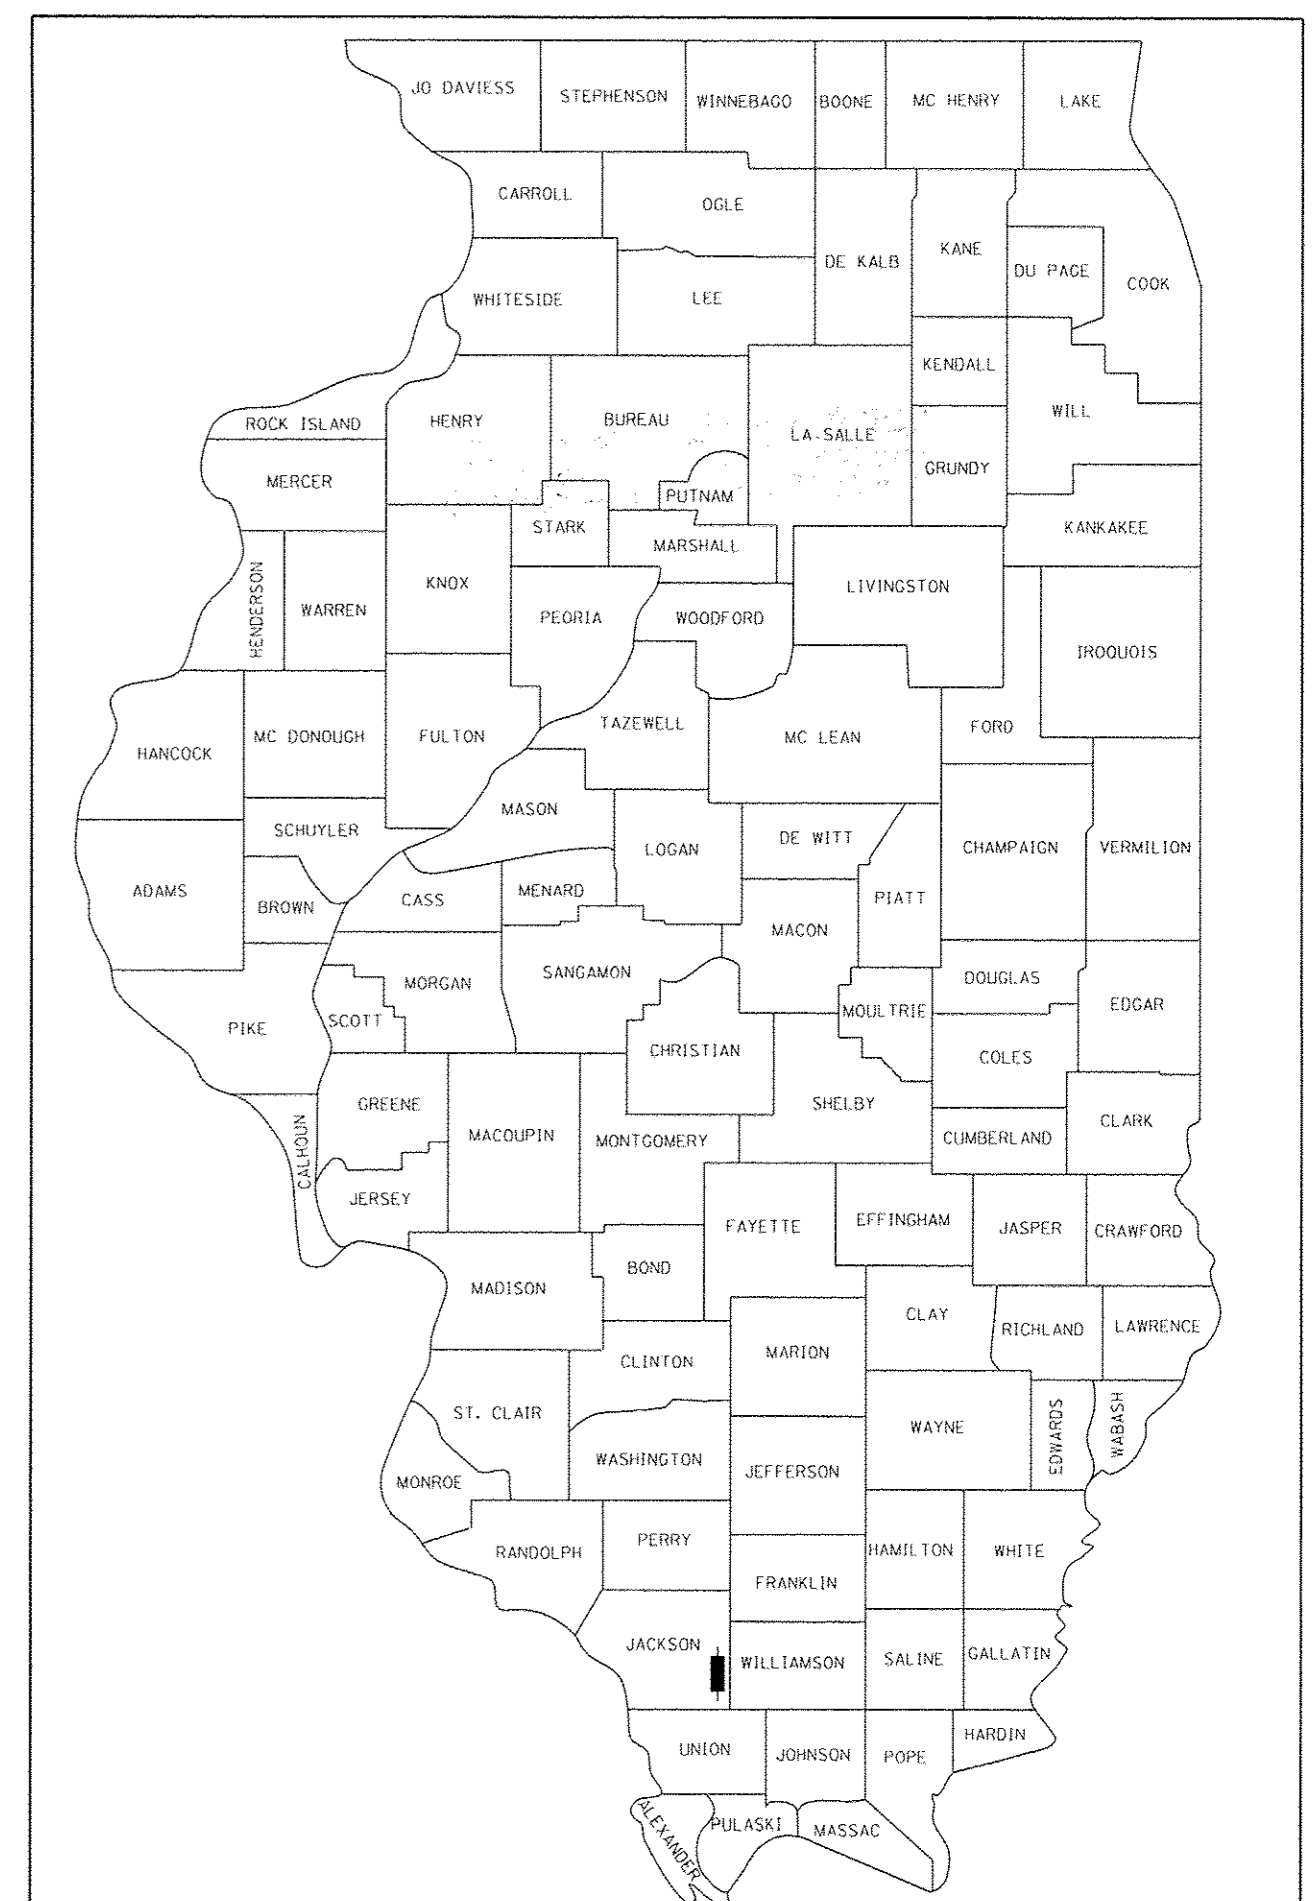 JO DAVIESS
STEPHENSON
WINNEBAGO
BOONE
MC HENRY
LAKE
CARROLL
OGLE
DE KALB
KANE
DU PAGE
COOK
WHITESIDE
LEE
KENDALL
ROCK ISLAND
HENRY
BUREAU
LA SALLE
WILL
GRUNDY
MERCER
PUTNAM
STARK
MARSHALL
KANKAKEE
HENDERSON
WARREN
KNOX
PEORIA
WOODFORD
LIVINGSTON
IROQUOIS
HANCOCK
MC DONOUGH
FULTON
TAZEWELL
MC LEAN
FORD
MASON
SCHUYLER
LOGAN
DE WITT
CHAMPAIGN
VERMILION
ADAMS
BROWN
CASS
MENARD
PIATT
MACON
SANGAMON
MORGAN
DOUGLAS
EDGAR
PIKE
SCOTT
MOULTRIE
CHRISTIAN
COLES
GREENE
SHELBY
CALHOUN
MACOUPIN
MONTGOMERY
CUMBERLAND
CLARK
JERSEY
FAYETTE
EFFINGHAM
JASPER
CRAWFORD
BOND
MADISON
CLAY
RICHLAND
LAWRENCE
CLINTON
MARION
ST. CLAIR
WAYNE
EDWARDS
WABASH
WASHINGTON
JEFFERSON
MONROE
RANDOLPH
PERRY
HAMILTON
WHITE
FRANKLIN
JACKSON
WILLIAMSON
SALINE
GALLATIN
UNION
JOHNSON
POPE
HARDIN
ALEXANDER
PULASKI
MASSAC